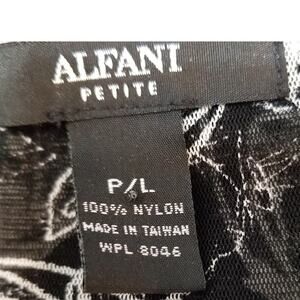 ALFANI
PETITE
P/L
100% NYLON
MADE IN TAIWAN
WPL 8046